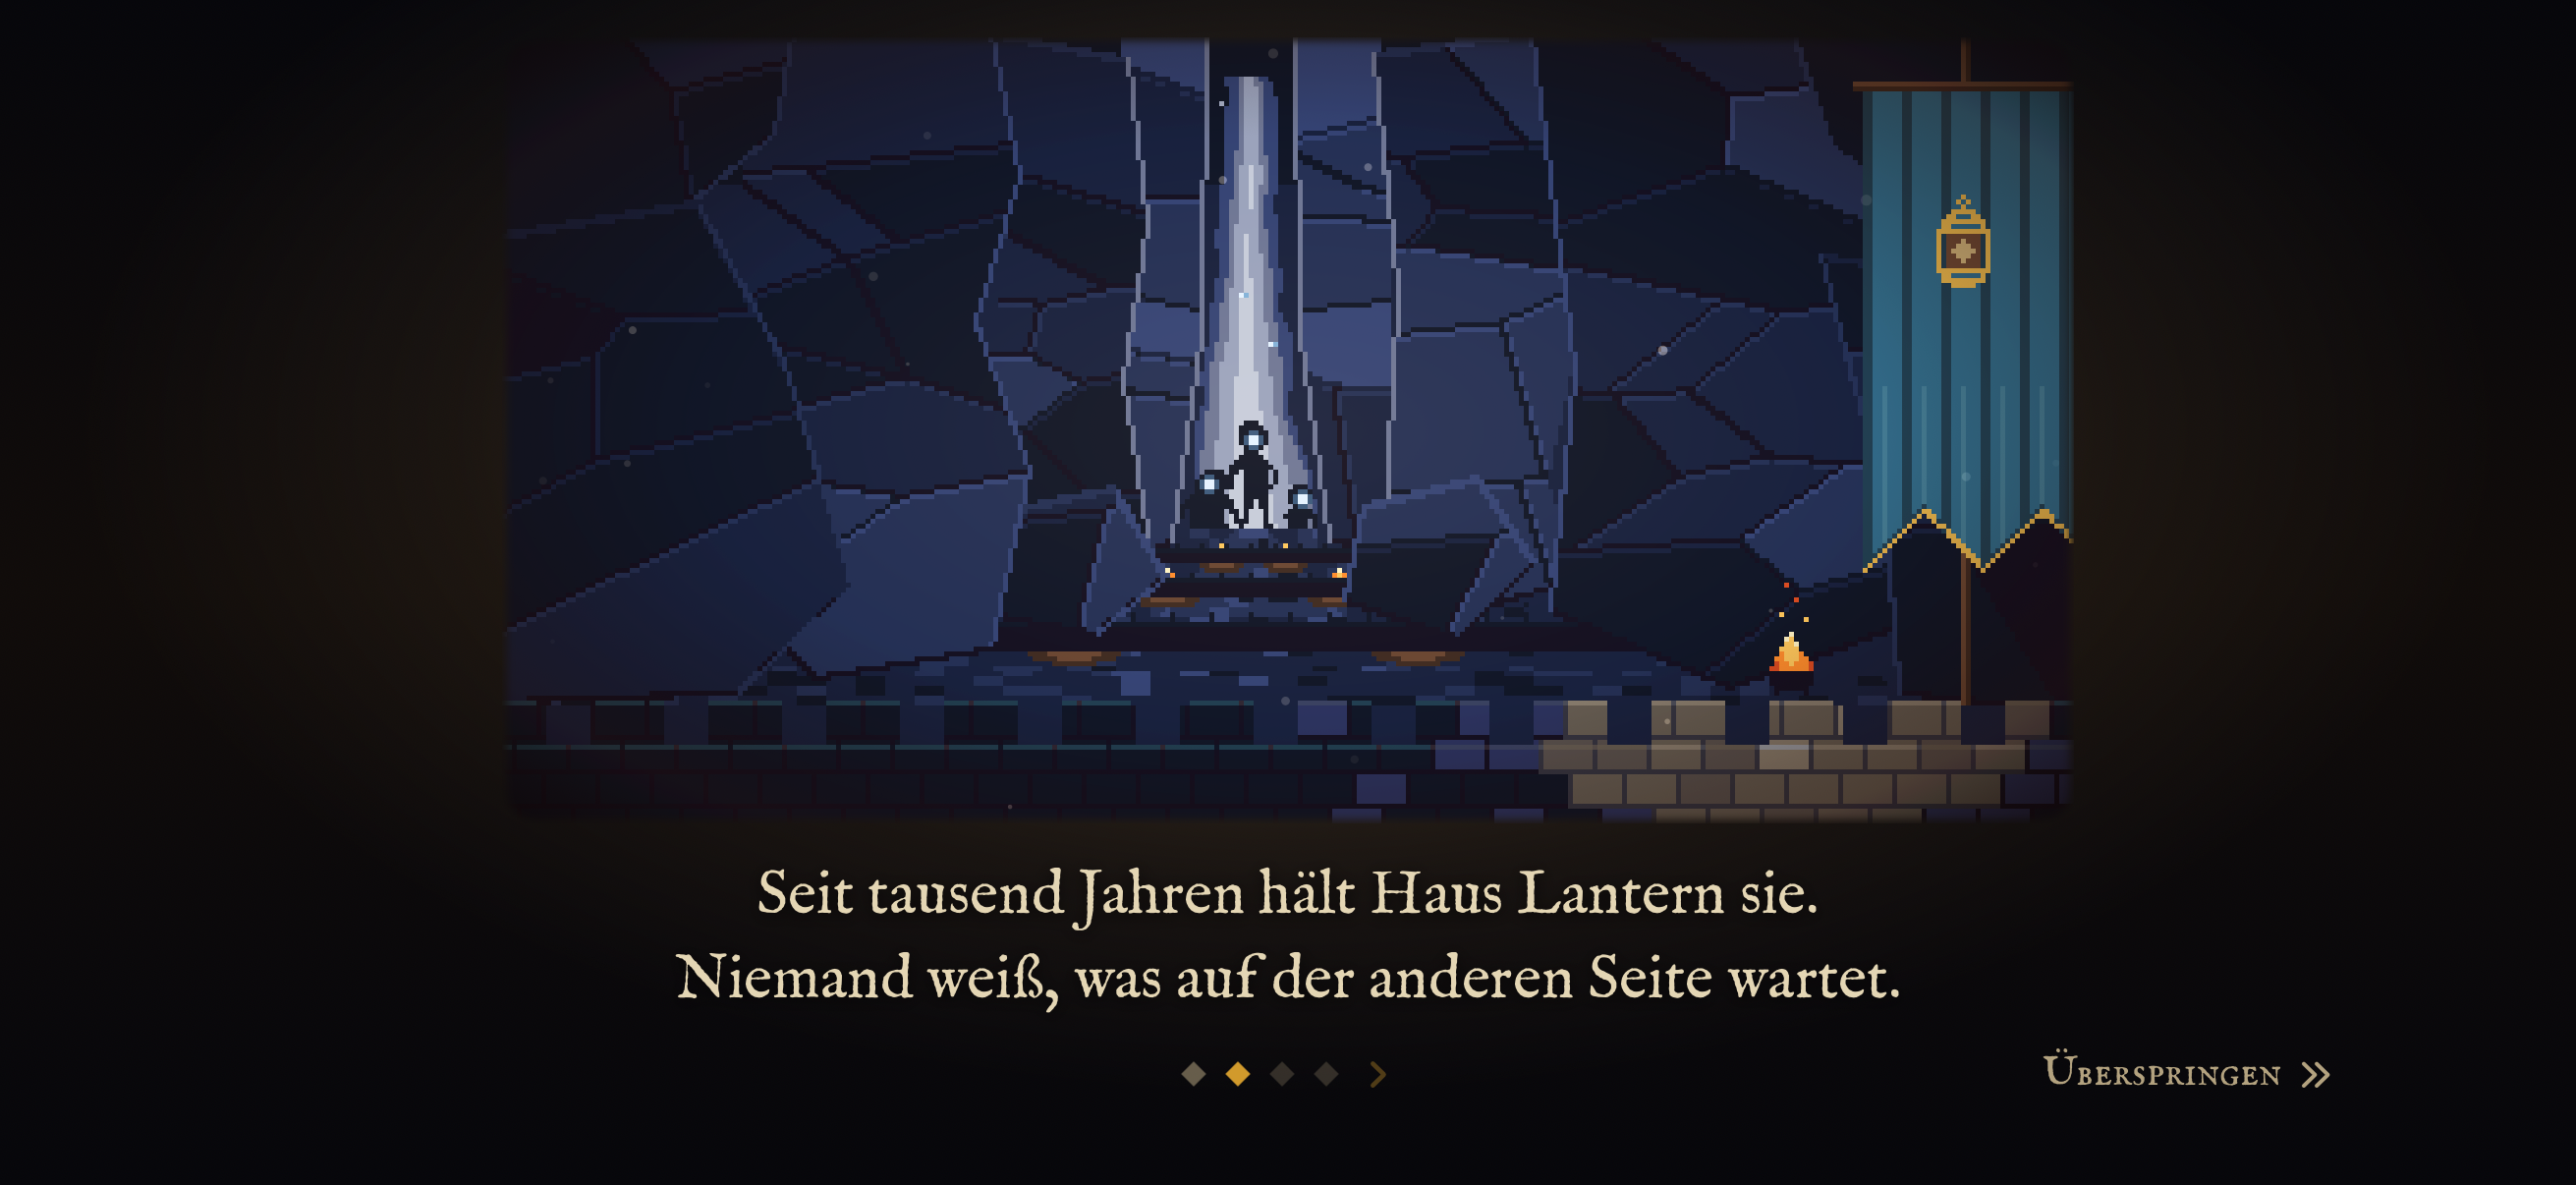 Seit tausend Jahren hält Haus Lantern sie.
Niemand weiß, was auf der anderen Seite wartet.
Überspringen